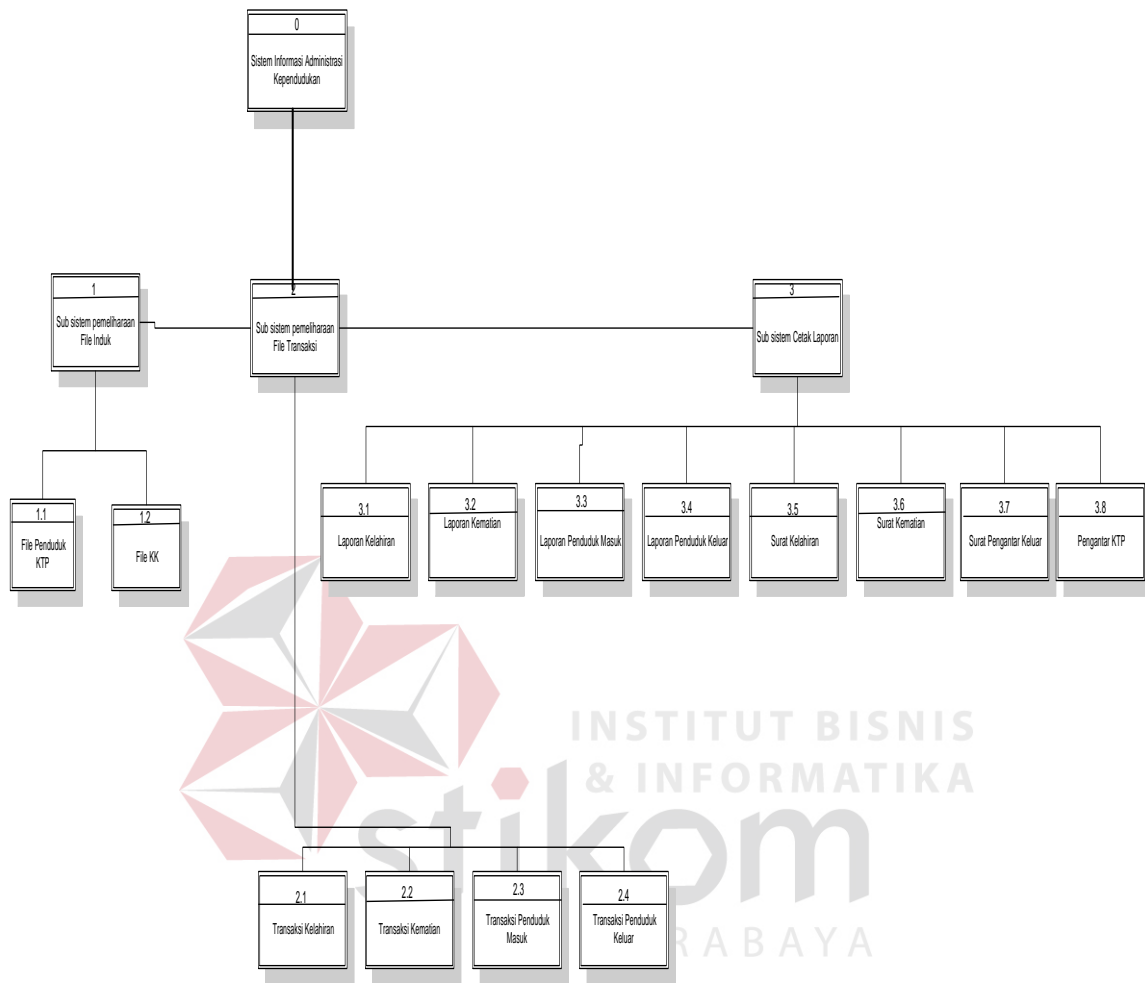 0
Sistem Informasi Administrasi
Kependudukan
1
Sub sistem pemeliharaan
File Induk
2
Sub sistem pemeliharaan
File Transaksi
3
Sub sistem Cetak Laporan
1.1
File Penduduk
KTP
1.2
File KK
3.1
Laporan Kelahiran
3.2
Laporan Kematian
3.3
Laporan Penduduk Masuk
3.4
Laporan Penduduk Keluar
3.5
Surat Kelahiran
3.6
Surat Kematian
3.7
Surat Pengantar Keluar
3.8
Pengantar KTP
INSTITUT BISNIS
& INFORMATIKA
stikom
2.1
Transaksi Kelahiran
2.2
Transaksi Kematian
2.3
Transaksi Penduduk
Masuk
2.4
Transaksi Penduduk
Keluar
RABAYA